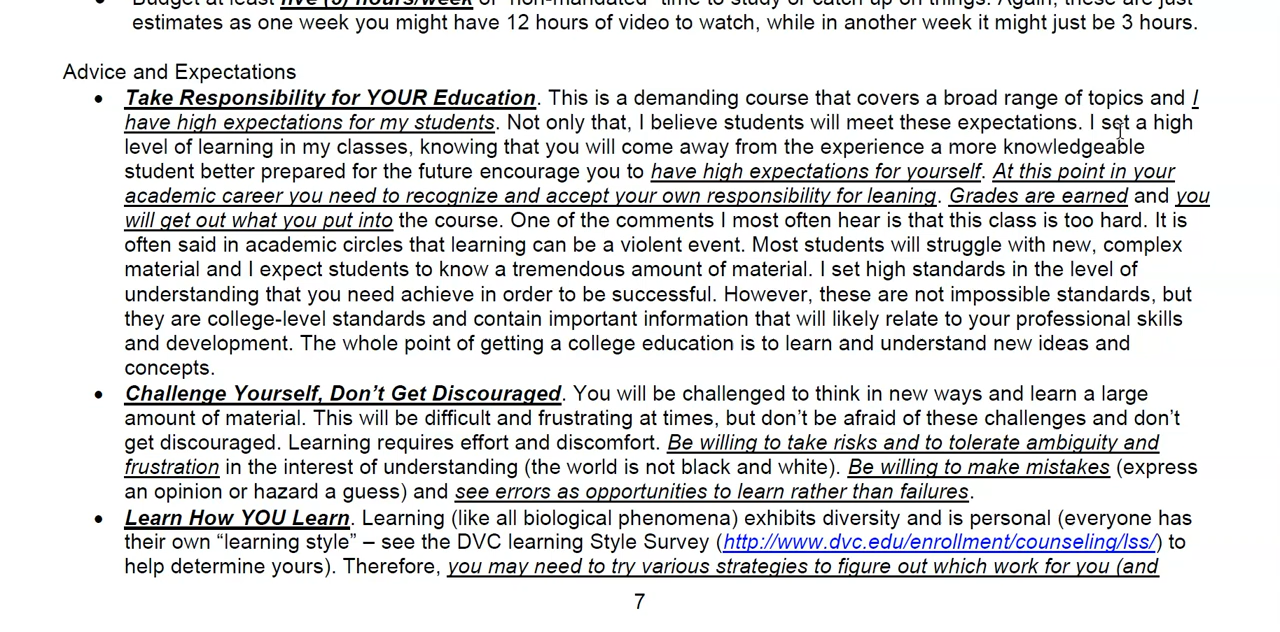 estimates as one week you might have 12 hours of video to watch, while in another week it might just be 3 hours.
Advice and Expectations
• Take Responsibility for YOUR Education. This is a demanding course that covers a broad range of topics and I
have high expectations for my students. Not only that, I believe students will meet these expectations. I set a high
level of learning in my classes, knowing that you will come away from the experience a more knowledgeable
student better prepared for the future encourage you to have high expectations for yourself. At this point in your
academic career you need to recognize and accept your own responsibility for leaning. Grades are earned and you
will get out what you put into the course. One of the comments I most often hear is that this class is too hard. It is
often said in academic circles that learning can be a violent event. Most students will struggle with new, complex
material and I expect students to know a tremendous amount of material. I set high standards in the level of
understanding that you need achieve in order to be successful. However, these are not impossible standards, but
they are college-level standards and contain important information that will likely relate to your professional skills
and development. The whole point of getting a college education is to learn and understand new ideas and
concepts.
• Challenge Yourself, Don’t Get Discouraged. You will be challenged to think in new ways and learn a large
amount of material. This will be difficult and frustrating at times, but don’t be afraid of these challenges and don’t
get discouraged. Learning requires effort and discomfort. Be willing to take risks and to tolerate ambiguity and
frustration in the interest of understanding (the world is not black and white). Be willing to make mistakes (express
an opinion or hazard a guess) and see errors as opportunities to learn rather than failures.
• Learn How YOU Learn. Learning (like all biological phenomena) exhibits diversity and is personal (everyone has
their own “learning style” – see the DVC learning Style Survey (http://www.dvc.edu/enrollment/counseling/lss/) to
help determine yours). Therefore, you may need to try various strategies to figure out which work for you (and
7